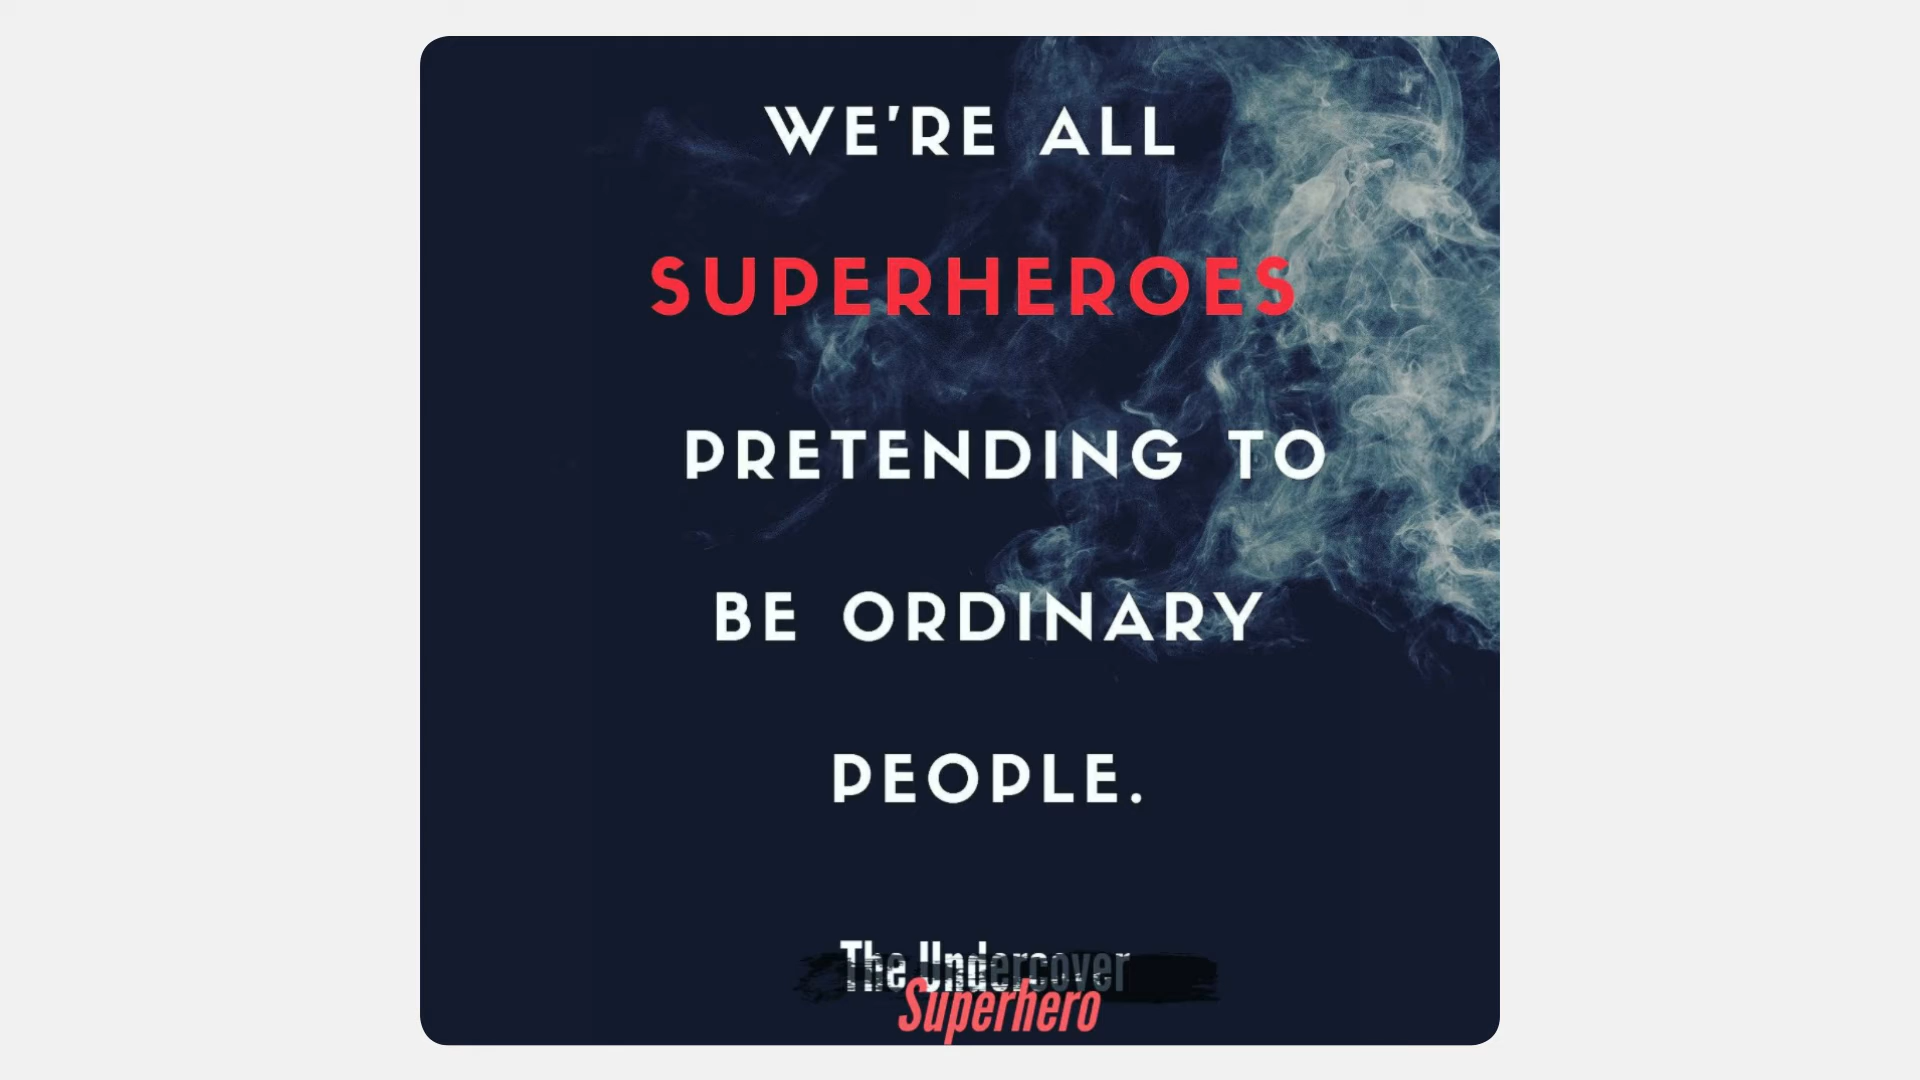 WE'RE ALL
SUPERHEROES
PRETENDING TO
BE ORDINARY
PEOPLE.
The Undercover
Superhero